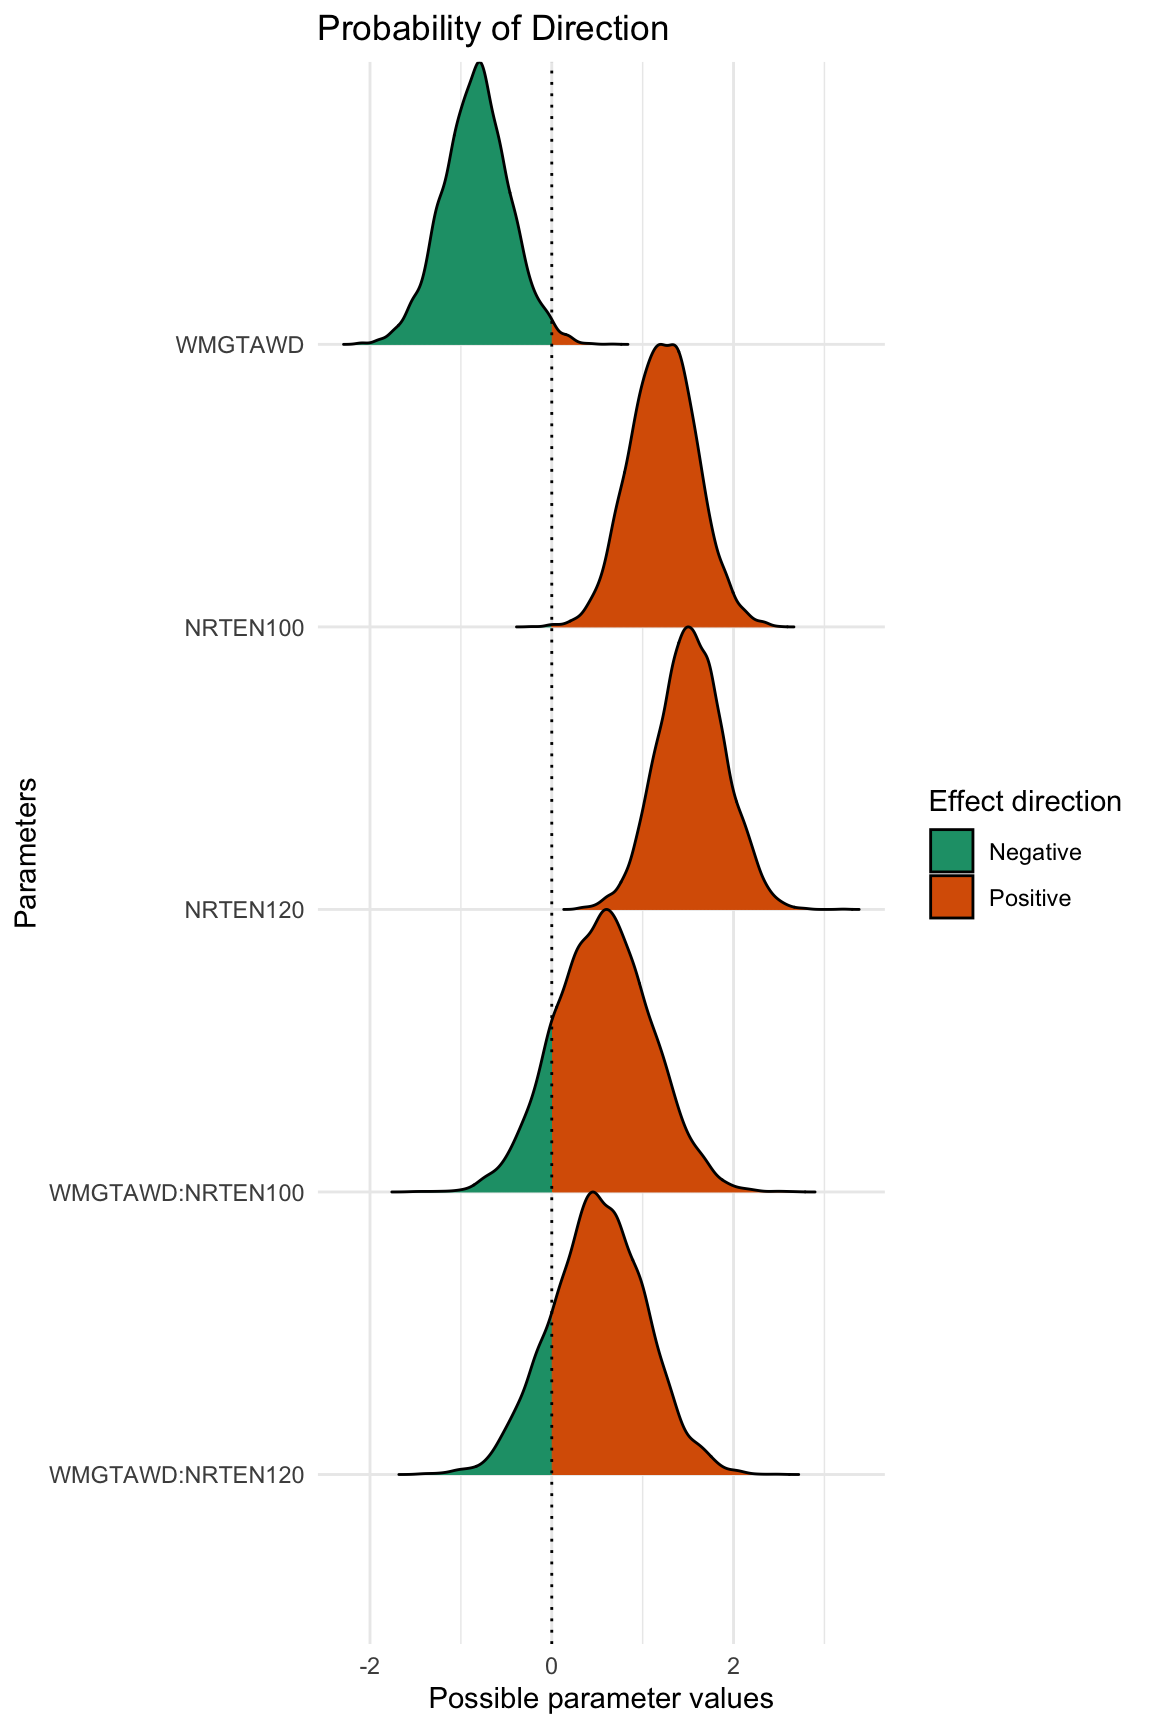 Probability of Direction
WMGTAWD
NRTEN100
NRTEN120
WMGTAWD:NRTEN100
WMGTAWD:NRTEN120
Parameters
-2 0 2
Possible parameter values
Effect direction
Negative
Positive